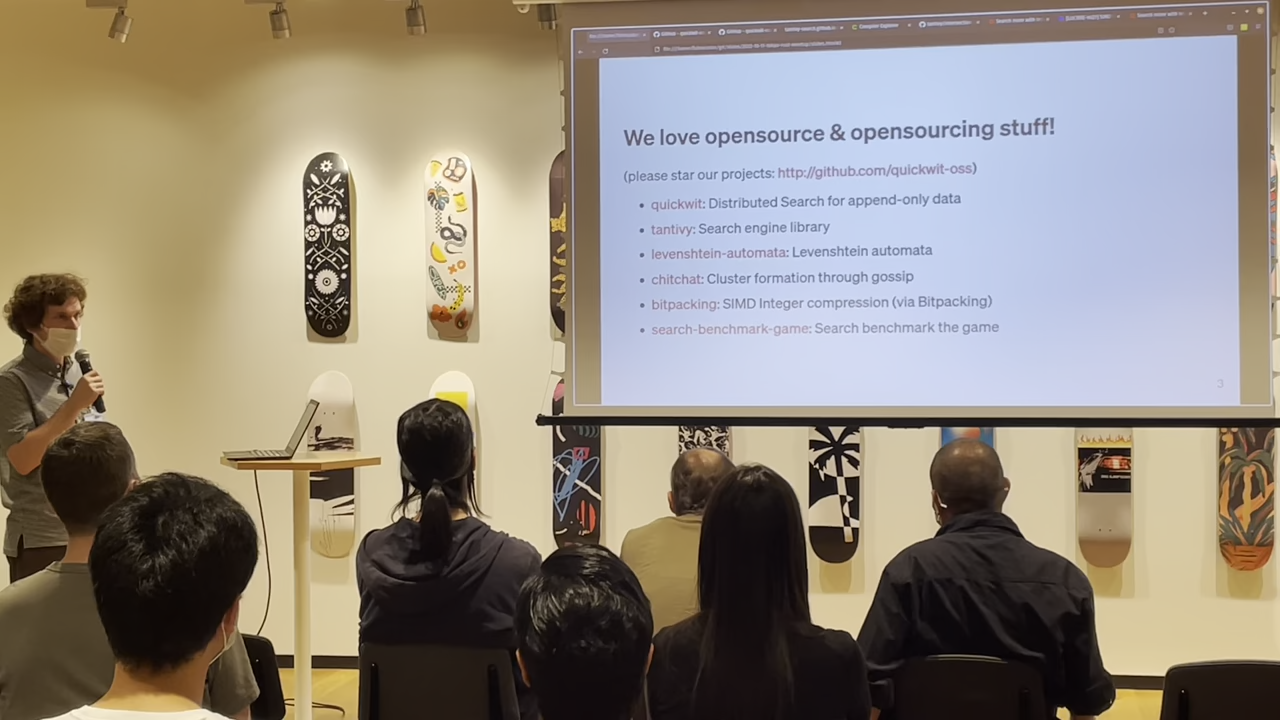 We love opensource & opensourcing stuff!
(please star our projects: http://github.com/quickwit-oss)
quickwit: Distributed Search for append-only data
tantivy: Search engine library
levenshtein-automata: Levenshtein automata
chitchat: Cluster formation through gossip
bitpacking: SIMD Integer compression (via Bitpacking)
search-benchmark-game: Search benchmark the game
3